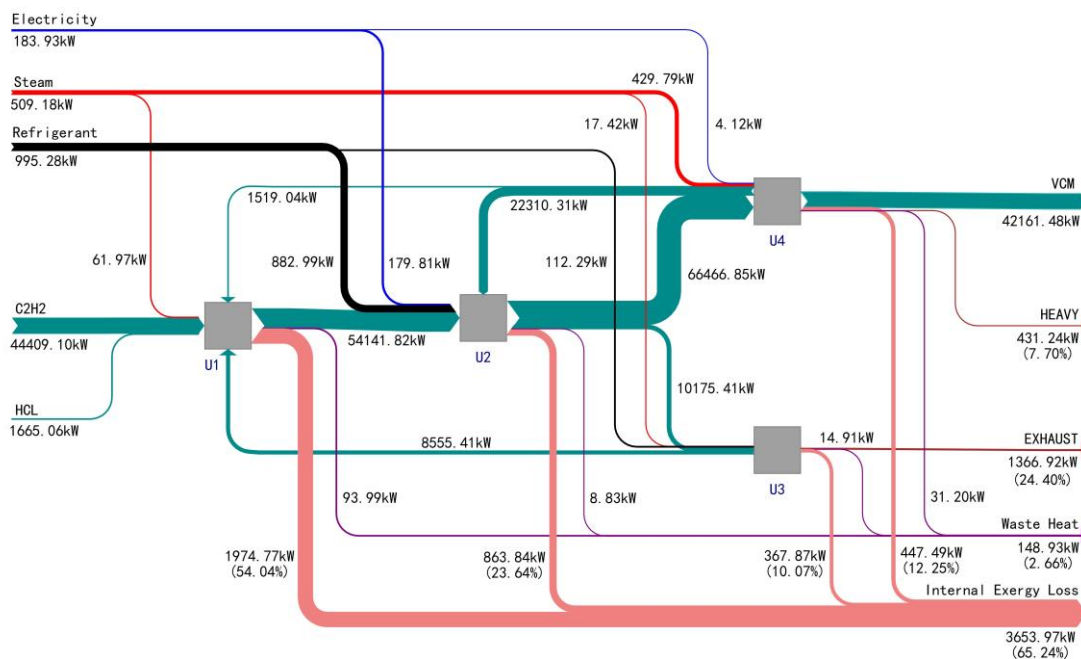 Electricity
183.93kW
Steam
509.18kW
429.79kW
17.42kW
4.12kW
Refrigerant
995.28kW
VCM
1519.04kW
22310.31kW
42161.48kW
U4
61.97kW
882.99kW
179.81kW
112.29kW
66466.85kW
C2H2
44409.10kW
U1
54141.82kW
U2
HEAVY
431.24kW
(7.70%)
10175.41kW
HCL
1665.06kW
8555.41kW
14.91kW
EXHAUST
1366.92kW
(24.40%)
U3
93.99kW
8.83kW
31.20kW
Waste Heat
148.93kW
(2.66%)
1974.77kW
(54.04%)
863.84kW
(23.64%)
367.87kW
(10.07%)
447.49kW
(12.25%)
Internal Exergy Loss
3653.97kW
(65.24%)